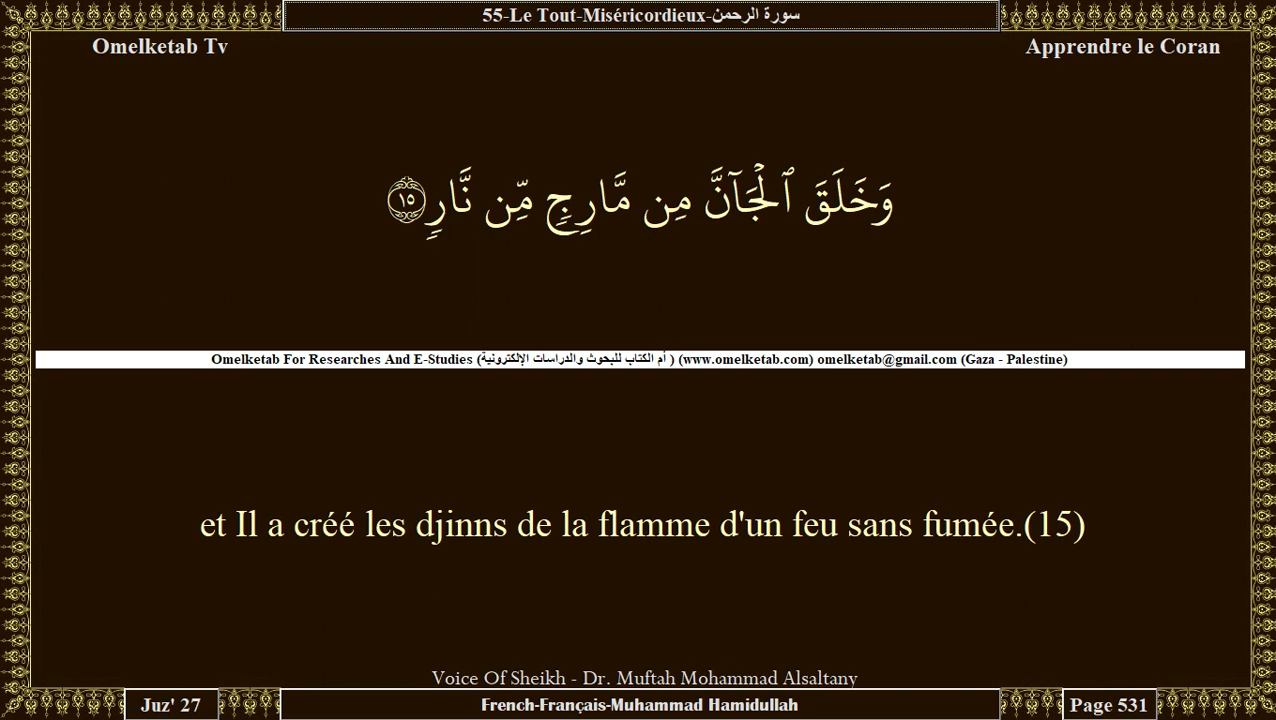 55-Le Tout-Miséricordieux-سورة الرحمن
Omelketab Tv
Apprendre le Coran
وَخَلَقَ ٱلْجَآنَّ مِن مَّارِجٍۢ مِّن نَّارٍۢ ١٥
Omelketab For Researches And E-Studies (أم الكتاب للبحوث والدراسات الإلكترونية ) (www.omelketab.com) omelketab@gmail.com (Gaza - Palestine)
et Il a créé les djinns de la flamme d'un feu sans fumée.(15)
Voice Of Sheikh - Dr. Muftah Mohammad Alsaltany
Juz' 27
French-Français-Muhammad Hamidullah
Page 531